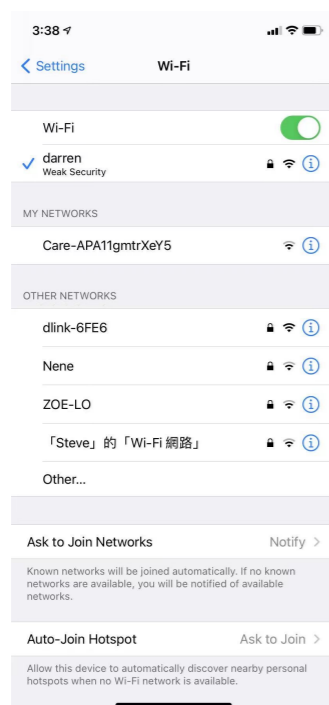 3:38
Settings
Wi-Fi
Wi-Fi
darren
Weak Security
MY NETWORKS
Care-APA11gmtrXeY5
OTHER NETWORKS
dlink-6FE6
Nene
ZOE-LO
「Steve」的「Wi-Fi 網路」
Other...
Ask to Join Networks
Notify
Known networks will be joined automatically. If no known
networks are available, you will be notified of available
networks.
Auto-Join Hotspot
Ask to Join
Allow this device to automatically discover nearby personal
hotspots when no Wi-Fi network is available.